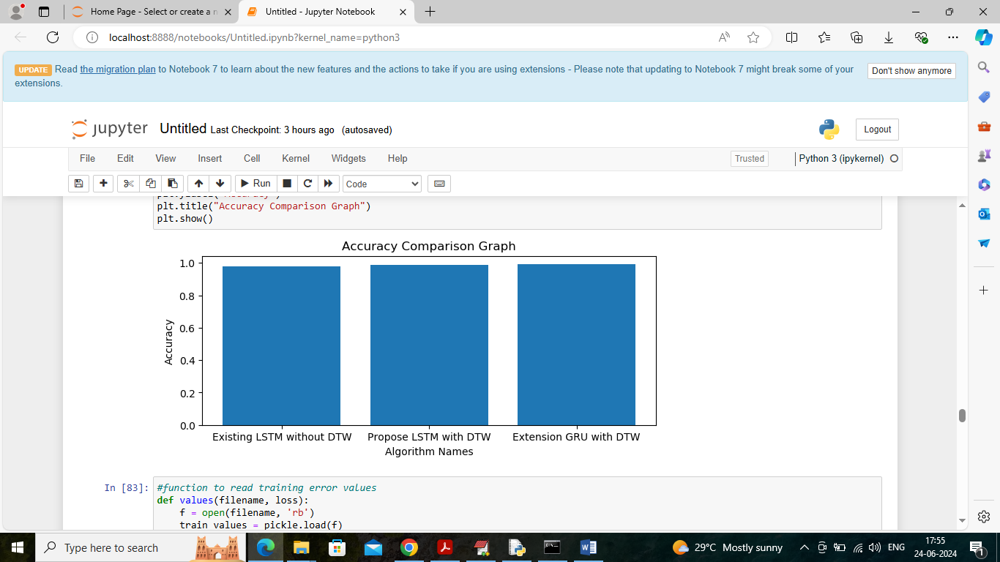 Home Page - Select or create a n
Untitled - Jupyter Notebook
localhost:8888/notebooks/Untitled.ipynb?kernel_name=python3
UPDATE Read the migration plan to Notebook 7 to learn about the new features and the actions to take if you are using extensions - Please note that updating to Notebook 7 might break some of your
extensions.
Don't show anymore
jupyter Untitled Last Checkpoint: 3 hours ago (autosaved)
Logout
File Edit View Insert Cell Kernel Widgets Help
Trusted
Python 3 (ipykernel)
Run
Code
plt.title("Accuracy Comparison Graph")
plt.show()
Accuracy Comparison Graph
1.0
0.8
0.6
0.4
0.2
0.0
Accuracy
Existing LSTM without DTW Propose LSTM with DTW Extension GRU with DTW
Algorithm Names
In [83]: #function to read training error values
def values(filename, loss):
f = open(filename, 'rb')
train_values = pickle.load(f)
Type here to search
29°C Mostly sunny
ENG
17:55
24-06-2024
1